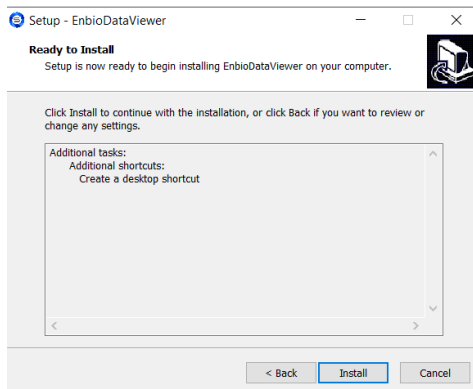 Setup - EnbioDataViewer
Ready to Install
Setup is now ready to begin installing EnbioDataViewer on your computer.
Click Install to continue with the installation, or click Back if you want to review or
change any settings.
Additional tasks:
Additional shortcuts:
Create a desktop shortcut
< Back
Install
Cancel